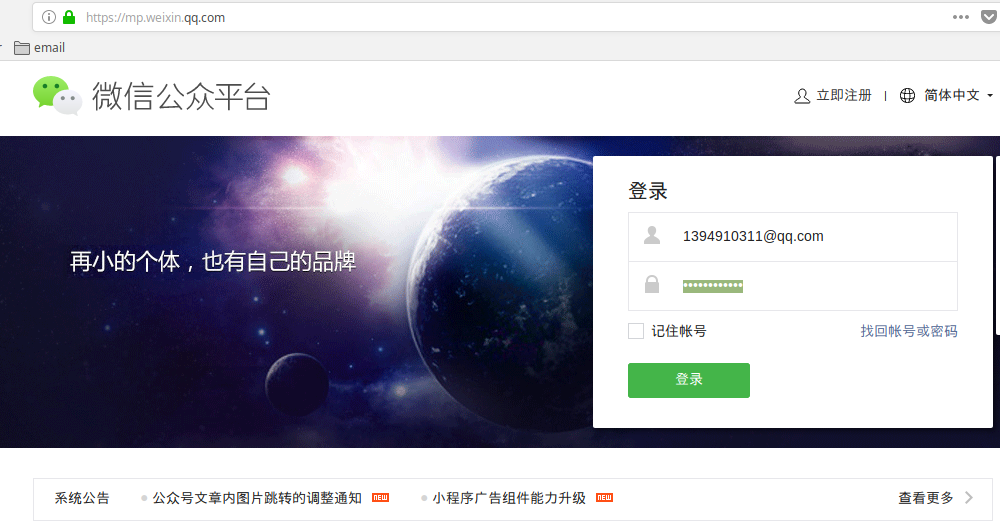 https://mp.weixin.qq.com
email
微信公众平台
立即注册 | 简体中文
登录
再小的个体，也有自己的品牌
1394910311@qq.com
••••••••••••
记住帐号 找回帐号或密码
登录
系统公告 公众号文章内图片跳转的调整通知 NEW 小程序广告组件能力升级 NEW 查看更多